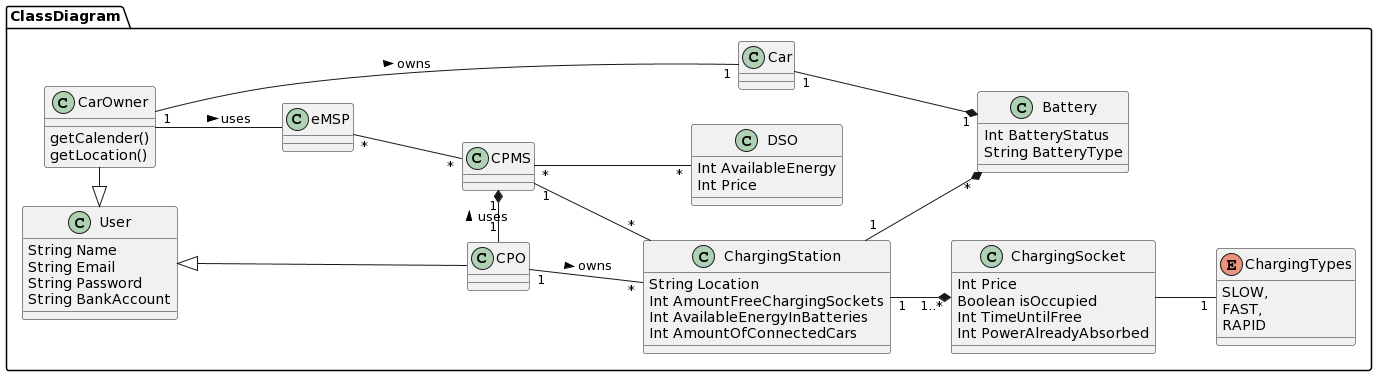 ClassDiagram
C CarOwner
getCalender()
getLocation()
C User
String Name
String Email
String Password
String BankAccount
1
owns
1
uses
C eMSP
*
*
C CPMS
1
uses
1
C CPO
1
owns
*
*
*
1
*
C Car
1
1
C DSO
Int AvailableEnergy
Int Price
C Battery
Int BatteryStatus
String BatteryType
*
1
C ChargingStation
String Location
Int AmountFreeChargingSockets
Int AvailableEnergyInBatteries
Int AmountOfConnectedCars
1
1..*
C ChargingSocket
Int Price
Boolean isOccupied
Int TimeUntilFree
Int PowerAlreadyAbsorbed
1
E ChargingTypes
SLOW,
FAST,
RAPID